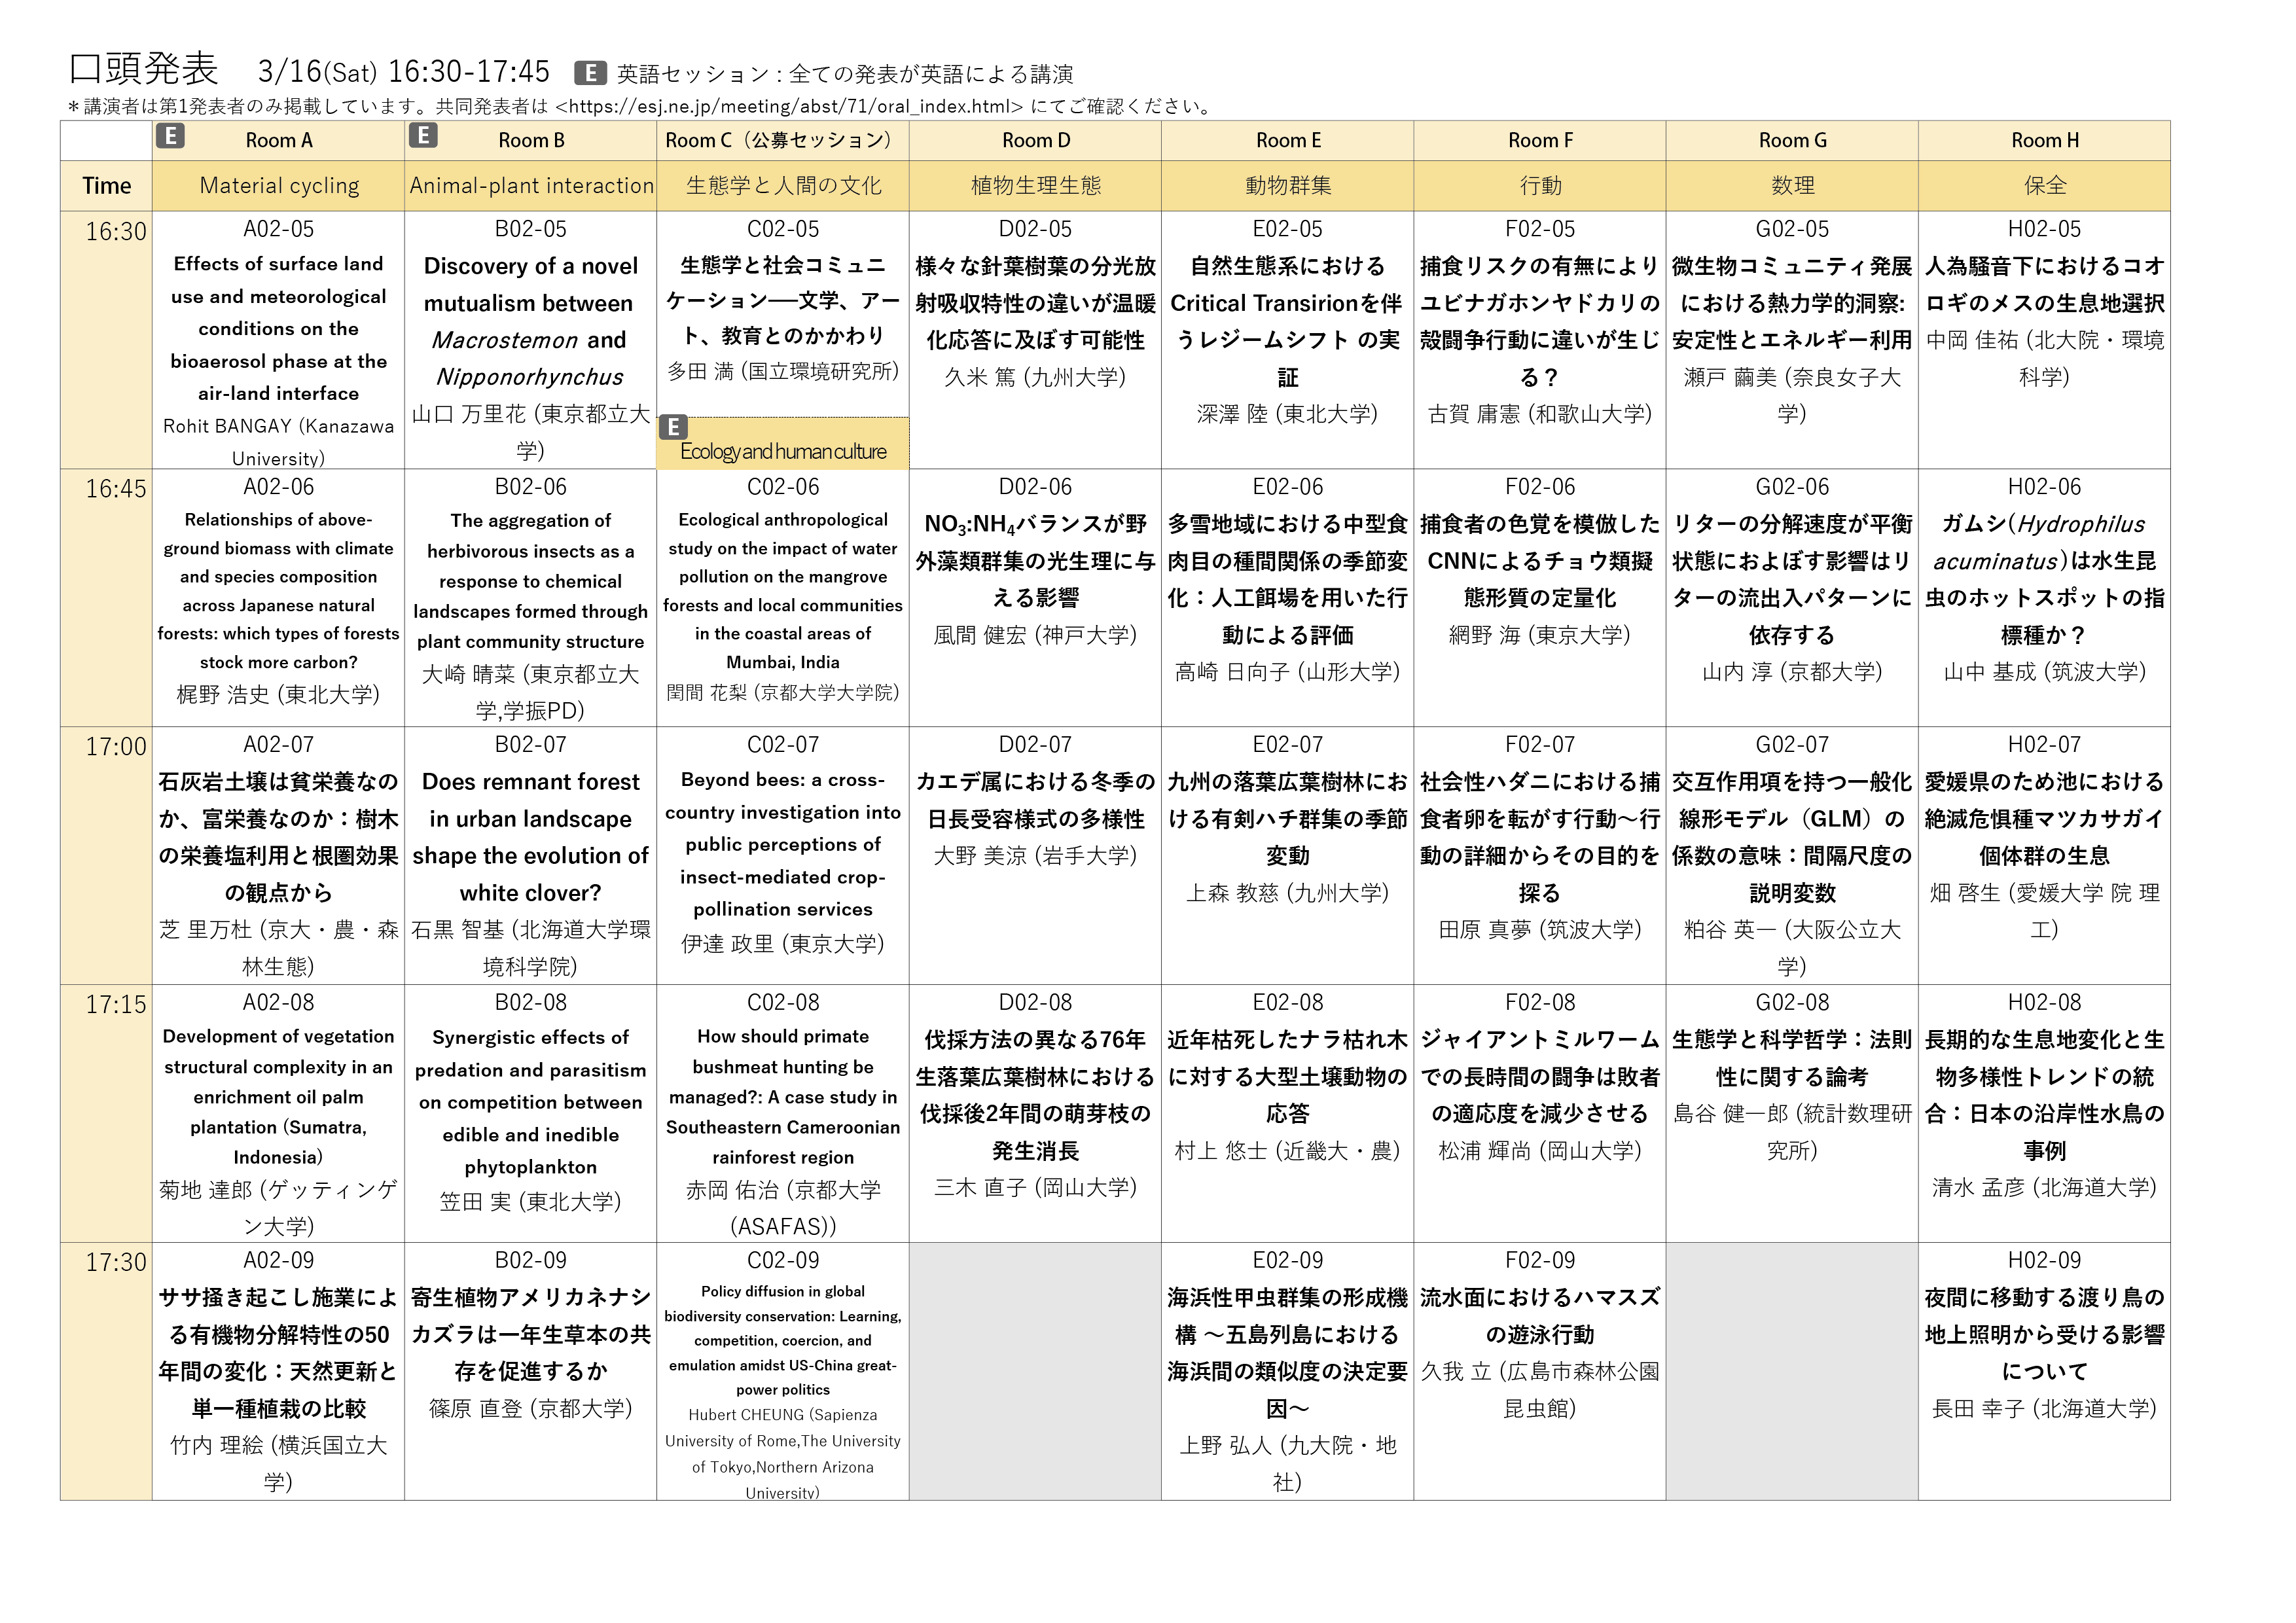 口頭発表 3/16(Sat) 16:30-17:45 E 英語セッション : 全ての発表が英語による講演
＊講演者は第1発表者のみ掲載しています。共同発表者は <https://esj.ne.jp/meeting/abst/71/oral_index.html> にてご確認ください。
E Room A
E Room B
Room C（公募セッション）
Room D
Room E
Room F
Room G
Room H
Time
Material cycling
Animal-plant interaction
生態学と人間の文化
植物生理生態
動物群集
行動
数理
保全
16:30
A02-05
Effects of surface land
use and meteorological
conditions on the
bioaerosol phase at the
air-land interface
Rohit BANGAY (Kanazawa
University)
B02-05
Discovery of a novel
mutualism between
Macrostemon and
Nipponorhynchus
山口 万里花 (東京都立大
学)
C02-05
生態学と社会コミュニ
ケーション──文学、アー
ト、教育とのかかわり
多田 満 (国立環境研究所)
E
Ecology and human culture
D02-05
様々な針葉樹葉の分光放
射吸収特性の違いが温暖
化応答に及ぼす可能性
久米 篤 (九州大学)
E02-05
自然生態系における
Critical Transirionを伴
うレジームシフト の実
証
深澤 陸 (東北大学)
F02-05
捕食リスクの有無により
ユビナガホンヤドカリの
殻闘争行動に違いが生じ
る？
古賀 庸憲 (和歌山大学)
G02-05
微生物コミュニティ発展
における熱力学的洞察:
安定性とエネルギー利用
瀬戸 繭美 (奈良女子大
学)
H02-05
人為騒音下におけるコオ
ロギのメスの生息地選択
中岡 佳祐 (北大院・環境
科学)
16:45
A02-06
Relationships of above-
ground biomass with climate
and species composition
across Japanese natural
forests: which types of forests
stock more carbon?
梶野 浩史 (東北大学)
B02-06
The aggregation of
herbivorous insects as a
response to chemical
landscapes formed through
plant community structure
大崎 晴菜 (東京都立大
学,学振PD)
C02-06
Ecological anthropological
study on the impact of water
pollution on the mangrove
forests and local communities
in the coastal areas of
Mumbai, India
閏間 花梨 (京都大学大学院)
D02-06
NO3:NH4バランスが野
外藻類群集の光生理に与
える影響
風間 健宏 (神戸大学)
E02-06
多雪地域における中型食
肉目の種間関係の季節変
化：人工餌場を用いた行
動による評価
高崎 日向子 (山形大学)
F02-06
捕食者の色覚を模倣した
CNNによるチョウ類擬
態形質の定量化
網野 海 (東京大学)
G02-06
リターの分解速度が平衡
状態におよぼす影響はリ
ターの流出入パターンに
依存する
山内 淳 (京都大学)
H02-06
ガムシ(Hydrophilus
acuminatus)は水生昆
虫のホットスポットの指
標種か？
山中 基成 (筑波大学)
17:00
A02-07
石灰岩土壌は貧栄養なの
か、富栄養なのか：樹木
の栄養塩利用と根圏効果
の観点から
芝 里万杜 (京大・農・森
林生態)
B02-07
Does remnant forest
in urban landscape
shape the evolution of
white clover?
石黒 智基 (北海道大学環
境科学院)
C02-07
Beyond bees: a cross-
country investigation into
public perceptions of
insect-mediated crop-
pollination services
伊達 政里 (東京大学)
D02-07
カエデ属における冬季の
日長受容様式の多様性
大野 美涼 (岩手大学)
E02-07
九州の落葉広葉樹林にお
ける有剣ハチ群集の季節
変動
上森 教慈 (九州大学)
F02-07
社会性ハダニにおける捕
食者卵を転がす行動～行
動の詳細からその目的を
探る
田原 真夢 (筑波大学)
G02-07
交互作用項を持つ一般化
線形モデル（GLM）の
係数の意味：間隔尺度の
説明変数
粕谷 英一 (大阪公立大
学)
H02-07
愛媛県のため池における
絶滅危惧種マツカサガイ
個体群の生息
畑 啓生 (愛媛大学 院 理
工)
17:15
A02-08
Development of vegetation
structural complexity in an
enrichment oil palm
plantation (Sumatra,
Indonesia)
菊地 達郎 (ゲッティンゲ
ン大学)
B02-08
Synergistic effects of
predation and parasitism
on competition between
edible and inedible
phytoplankton
笠田 実 (東北大学)
C02-08
How should primate
bushmeat hunting be
managed?: A case study in
Southeastern Cameroonian
rainforest region
赤岡 佑治 (京都大学
(ASAFAS))
D02-08
伐採方法の異なる76年
生落葉広葉樹林における
伐採後2年間の萌芽枝の
発生消長
三木 直子 (岡山大学)
E02-08
近年枯死したナラ枯れ木
に対する大型土壌動物の
応答
村上 悠士 (近畿大・農)
F02-08
ジャイアントミルワーム
での長時間の闘争は敗者
の適応度を減少させる
松浦 輝尚 (岡山大学)
G02-08
生態学と科学哲学：法則
性に関する論考
島谷 健一郎 (統計数理研
究所)
H02-08
長期的な生息地変化と生
物多様性トレンドの統
合：日本の沿岸性水鳥の
事例
清水 孟彦 (北海道大学)
17:30
A02-09
ササ掻き起こし施業によ
る有機物分解特性の50
年間の変化：天然更新と
単一種植栽の比較
竹内 理絵 (横浜国立大
学)
B02-09
寄生植物アメリカネナシ
カズラは一年生草本の共
存を促進するか
篠原 直登 (京都大学)
C02-09
Policy diffusion in global
biodiversity conservation: Learning,
competition, coercion, and
emulation amidst US-China great-
power politics
Hubert CHEUNG (Sapienza
University of Rome,The University
of Tokyo,Northern Arizona
University)
E02-09
海浜性甲虫群集の形成機
構 ～五島列島における
海浜間の類似度の決定要
因～
上野 弘人 (九大院・地
社)
F02-09
流水面におけるハマスズ
の遊泳行動
久我 立 (広島市森林公園
昆虫館)
H02-09
夜間に移動する渡り鳥の
地上照明から受ける影響
について
長田 幸子 (北海道大学)